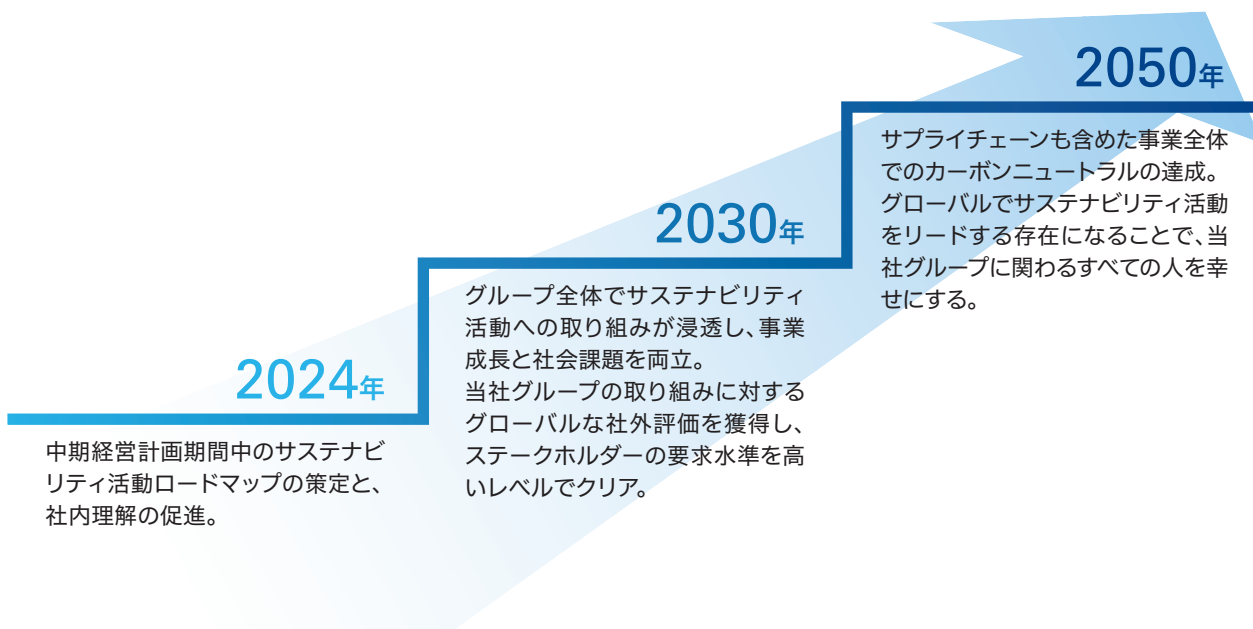 2024年
中期経営計画期間中のサステナビ
リティ活動ロードマップの策定と、
社内理解の促進。
2030年
グループ全体でサステナビリティ
活動への取り組みが浸透し、事業
成長と社会課題を両立。
当社グループの取り組みに対する
グローバルな社外評価を獲得し、
ステークホルダーの要求水準を高
いレベルでクリア。
2050年
サプライチェーンも含めた事業全体
でのカーボンニュートラルの達成。
グローバルでサステナビリティ活動
をリードする存在になることで、当
社グループに関わるすべての人を幸
せにする。